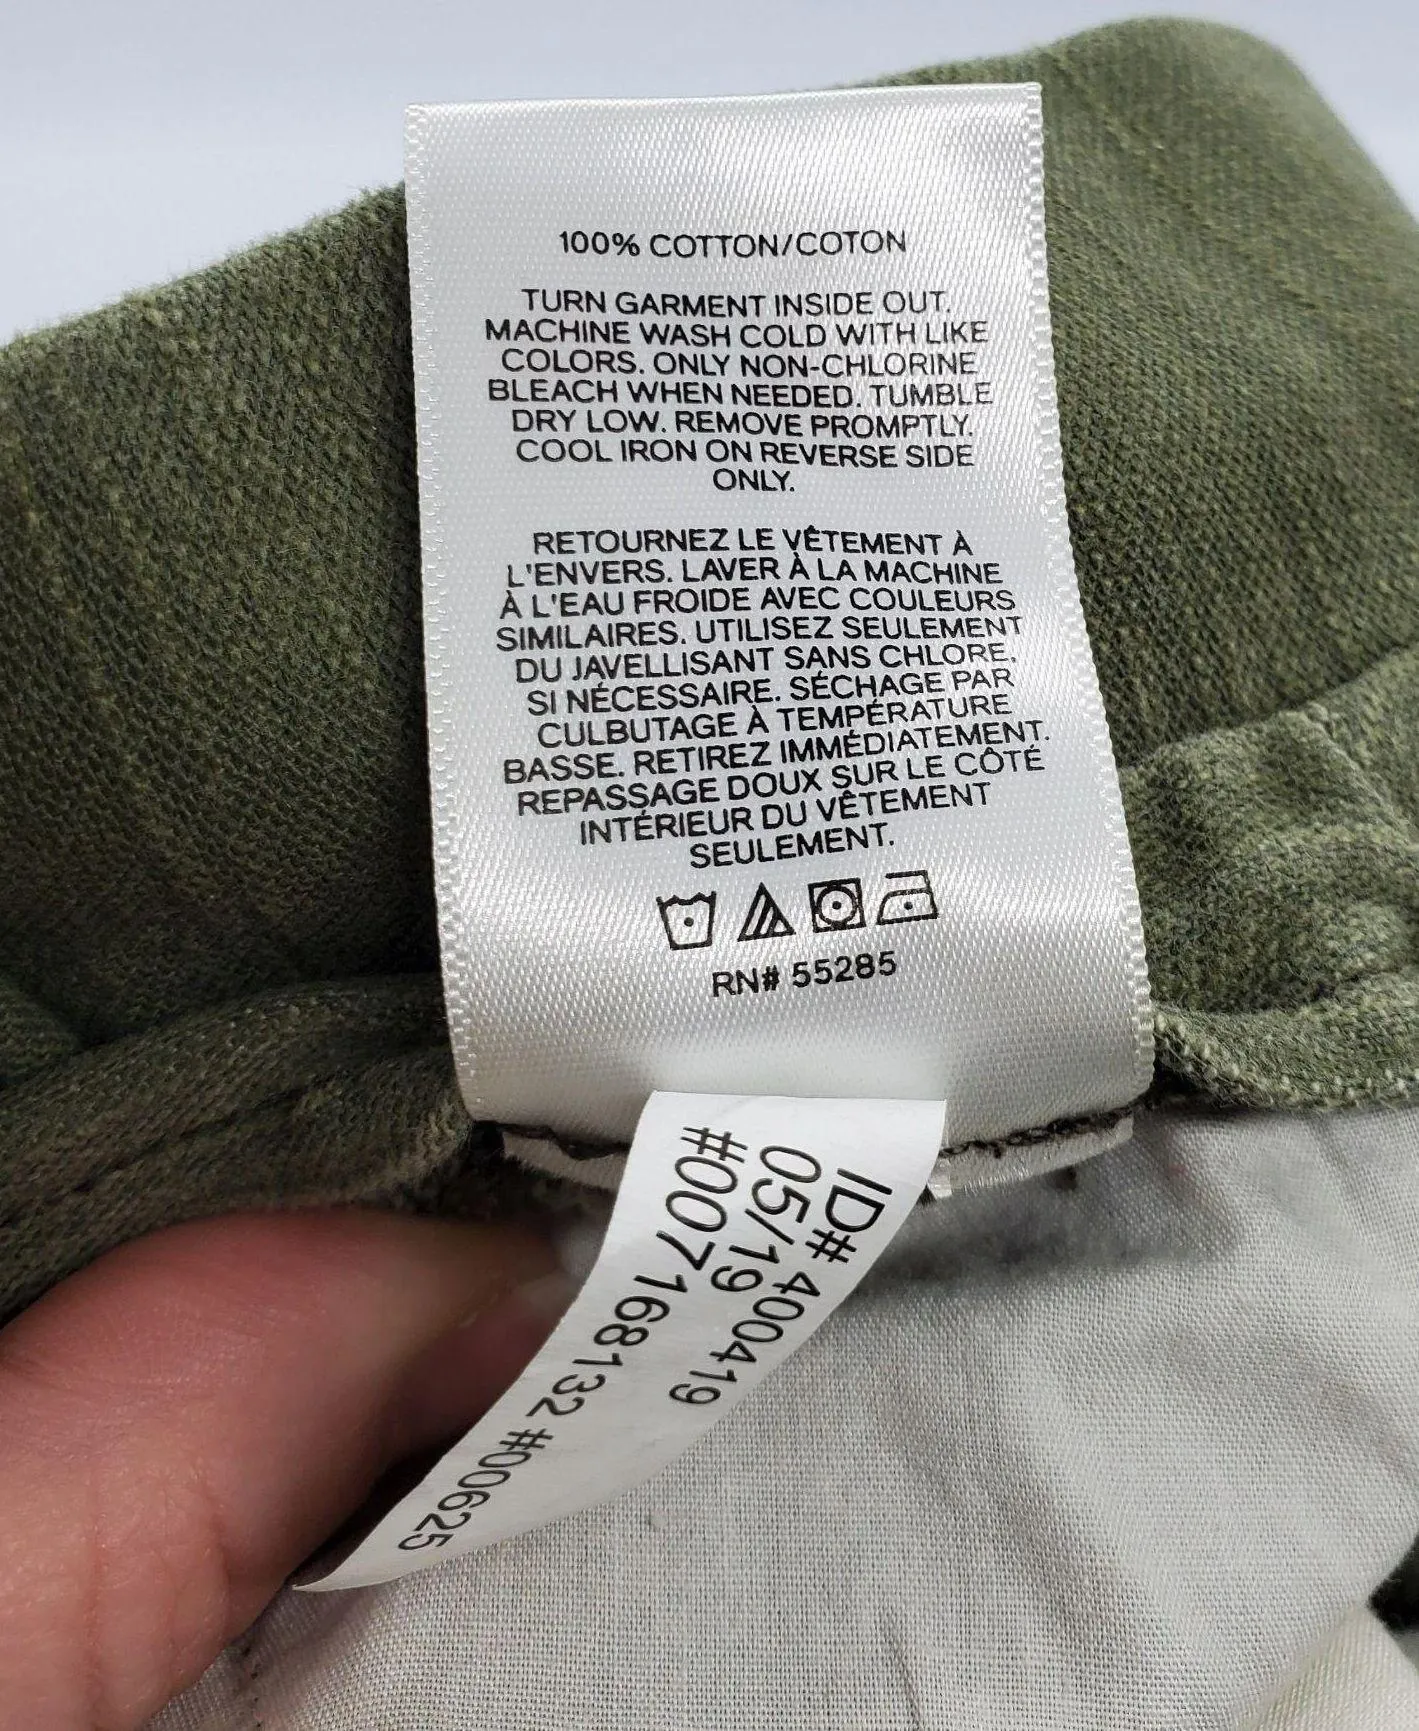 100% COTTON/COTON
TURN GARMENT INSIDE OUT.
MACHINE WASH COLD WITH LIKE
COLORS. ONLY NON-CHLORINE
BLEACH WHEN NEEDED. TUMBLE
DRY LOW. REMOVE PROMPTLY.
COOL IRON ON REVERSE SIDE
ONLY.
RETOURNEZ LE VÊTEMENT À
L'ENVERS. LAVER À LA MACHINE
À L'EAU FROIDE AVEC COULEURS
SIMILAIRES. UTILISEZ SEULEMENT
DU JAVELLISANT SANS CHLORE,
SI NÉCESSAIRE. SÉCHAGE PAR
CULBUTAGE À TEMPÉRATURE
BASSE. RETIREZ IMMÉDIATEMENT.
REPASSAGE DOUX SUR LE CÔTÉ
INTÉRIEUR DU VÊTEMENT
SEULEMENT.
RN# 55285
ID# 400419
05/19
#007168132 #00625